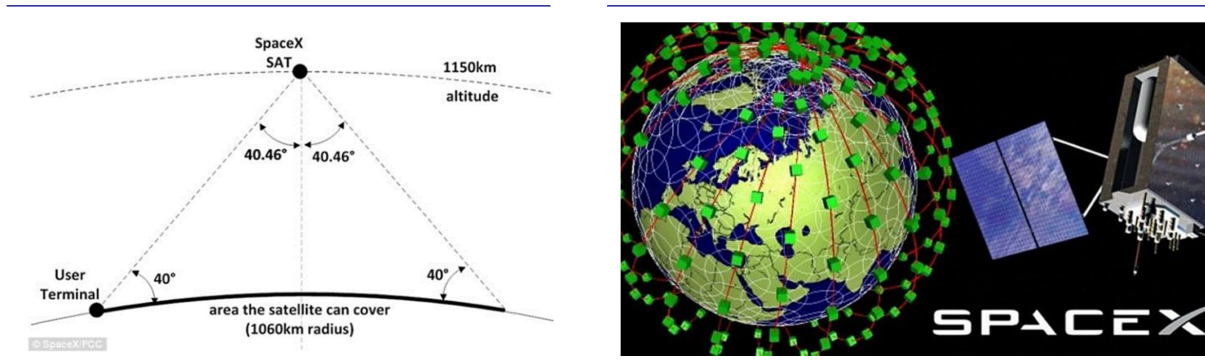 SpaceX
SAT
1150km
altitude
40.46° 40.46°
User
Terminal
40°
40°
area the satellite can cover
(1060km radius)
© SpaceX/FCC
SPACEX